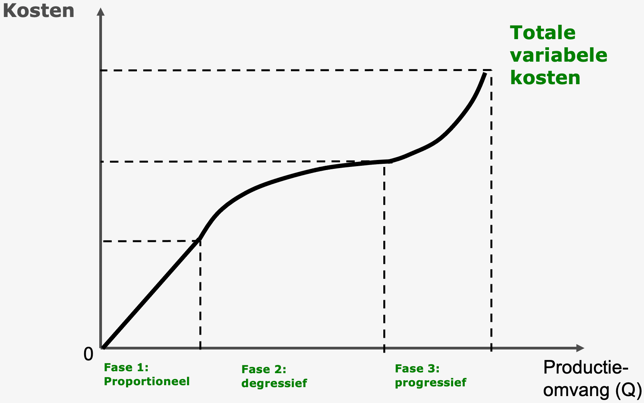 Kosten
Totale
variabele
kosten
0
Fase 1:
Proportioneel
Fase 2:
degressief
Fase 3:
progressief
Productie-
omvang (Q)